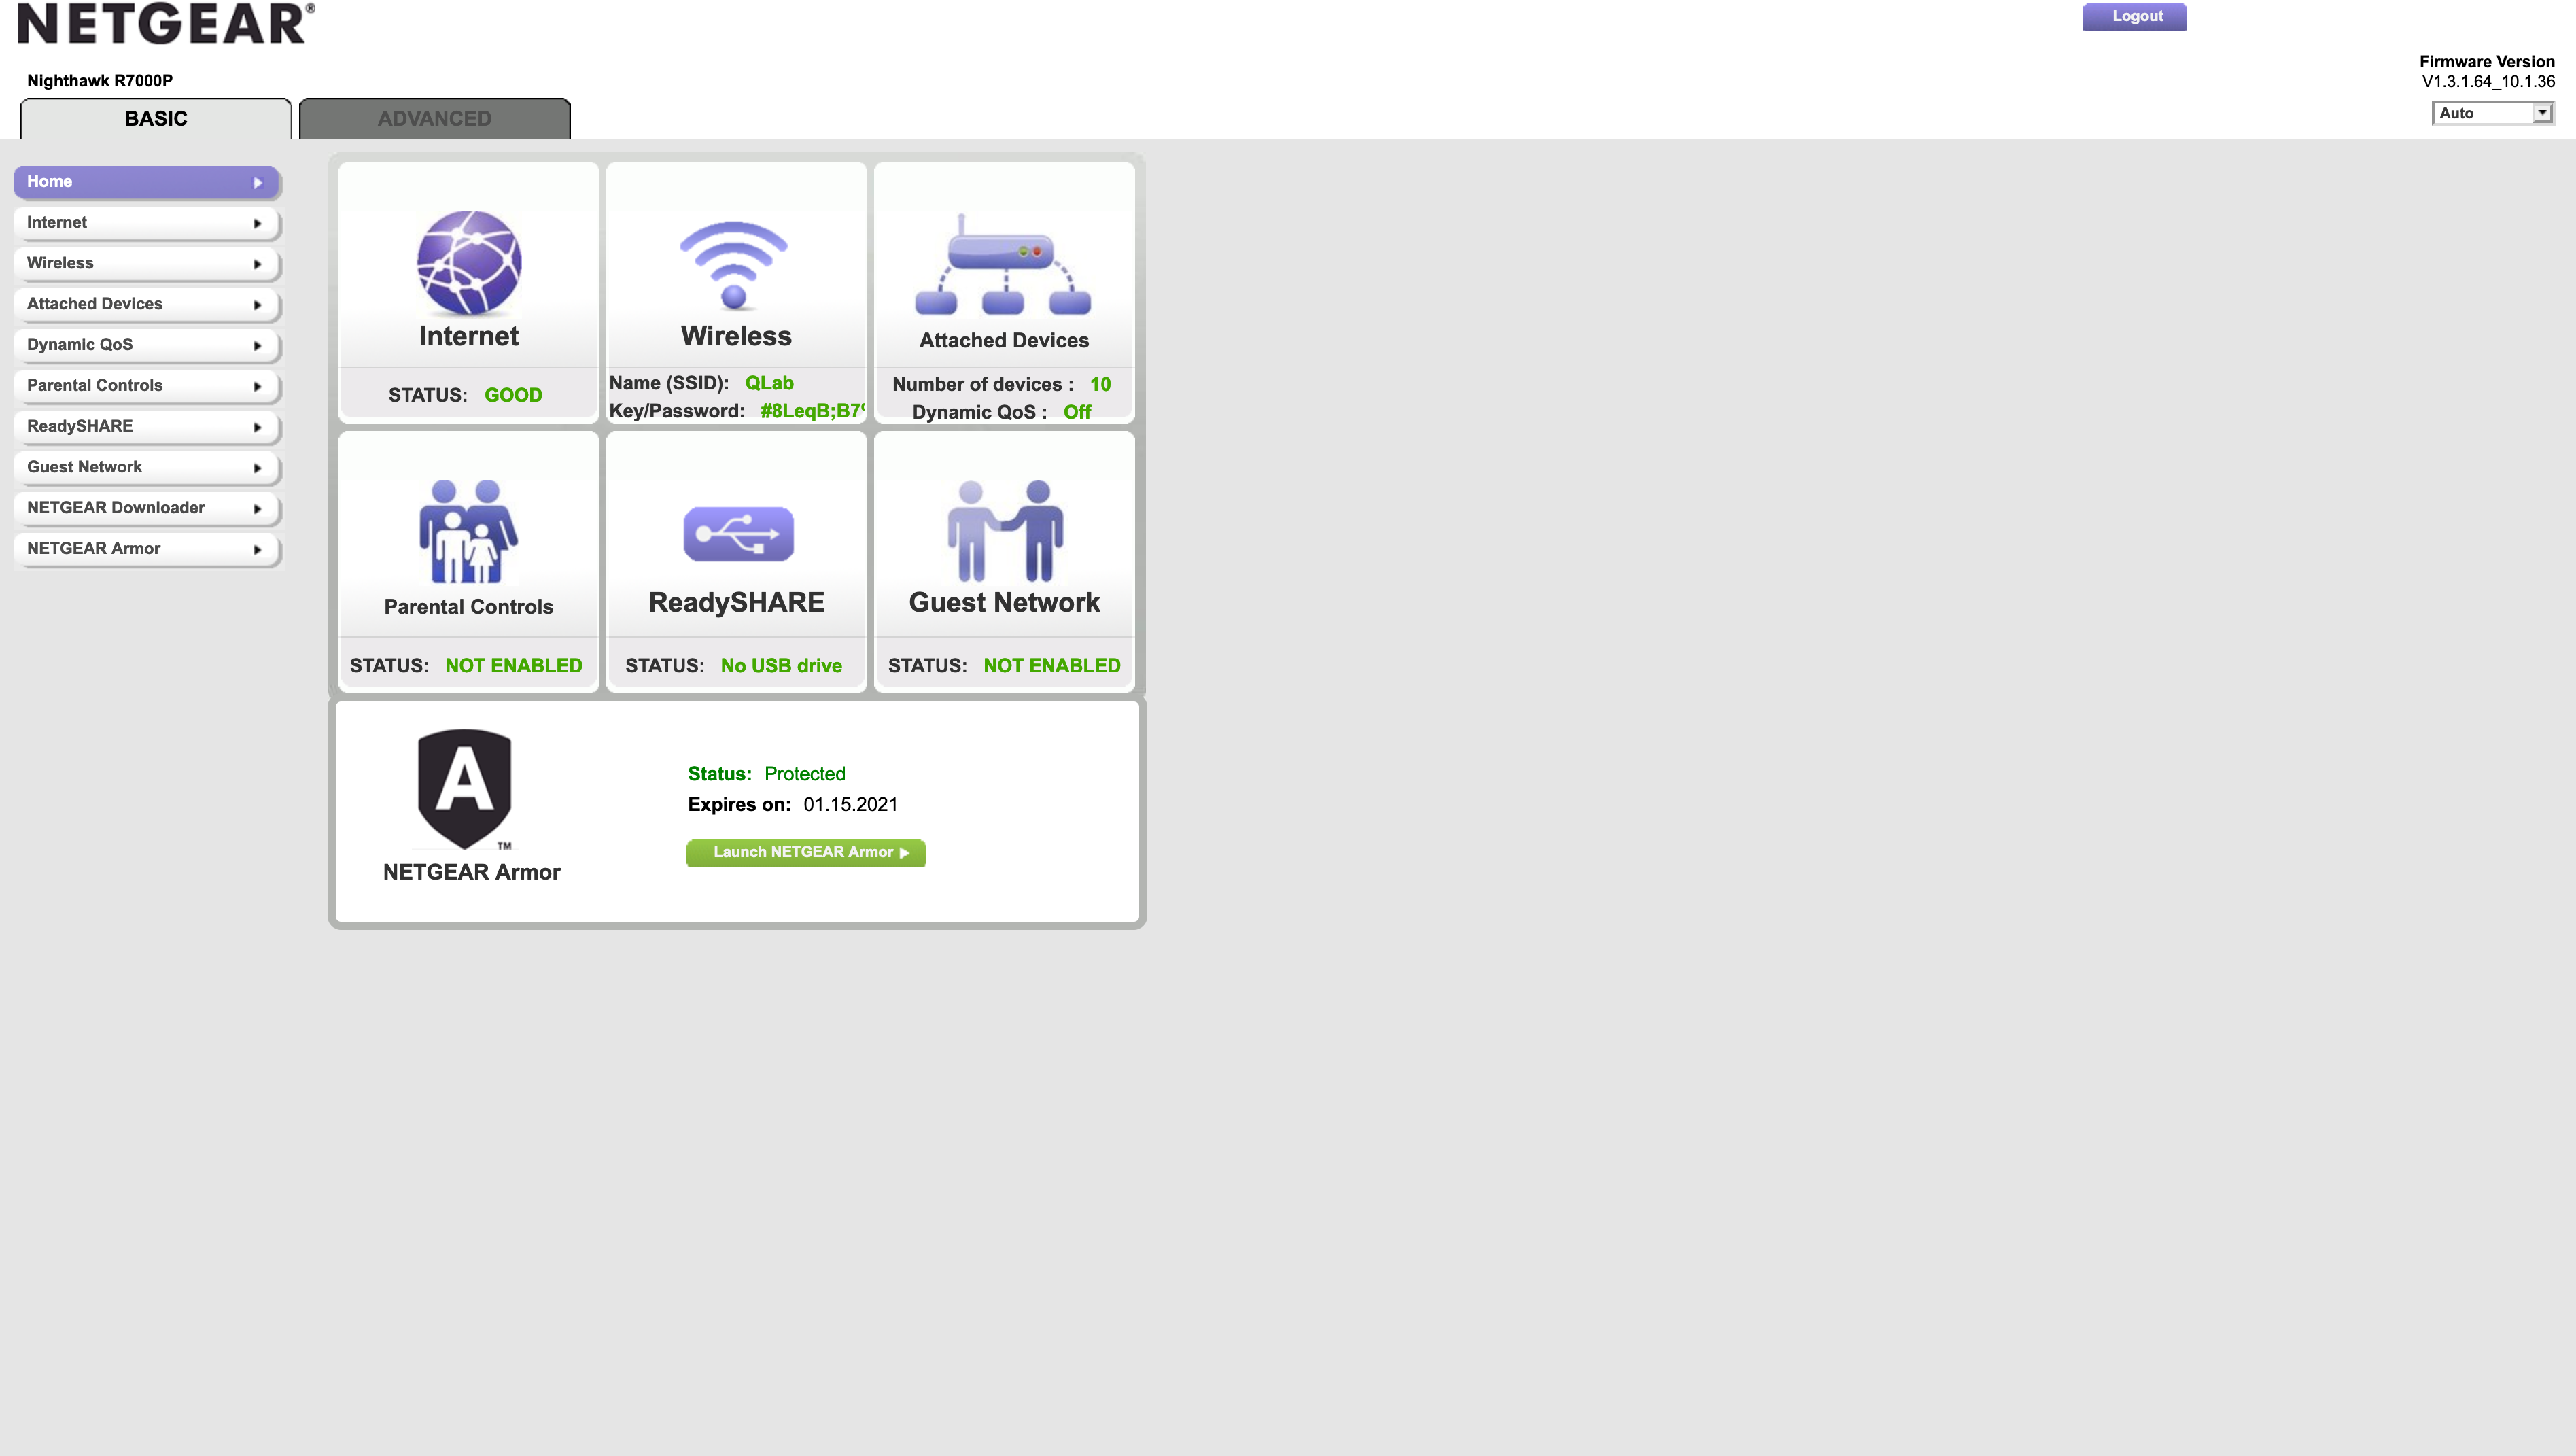 NETGEAR®
Logout
Nighthawk R7000P
Firmware Version
V1.3.1.64_10.1.36
BASIC
ADVANCED
Auto
Home
Internet
Wireless
Attached Devices
Dynamic QoS
Parental Controls
ReadySHARE
Guest Network
NETGEAR Downloader
NETGEAR Armor
Internet
STATUS: GOOD
Wireless
Name (SSID): QLab
Key/Password: #8LeqB;B7
Attached Devices
Number of devices : 10
Dynamic QoS : Off
Parental Controls
STATUS: NOT ENABLED
ReadySHARE
STATUS: No USB drive
Guest Network
STATUS: NOT ENABLED
A
TM
NETGEAR Armor
Status: Protected
Expires on: 01.15.2021
Launch NETGEAR Armor